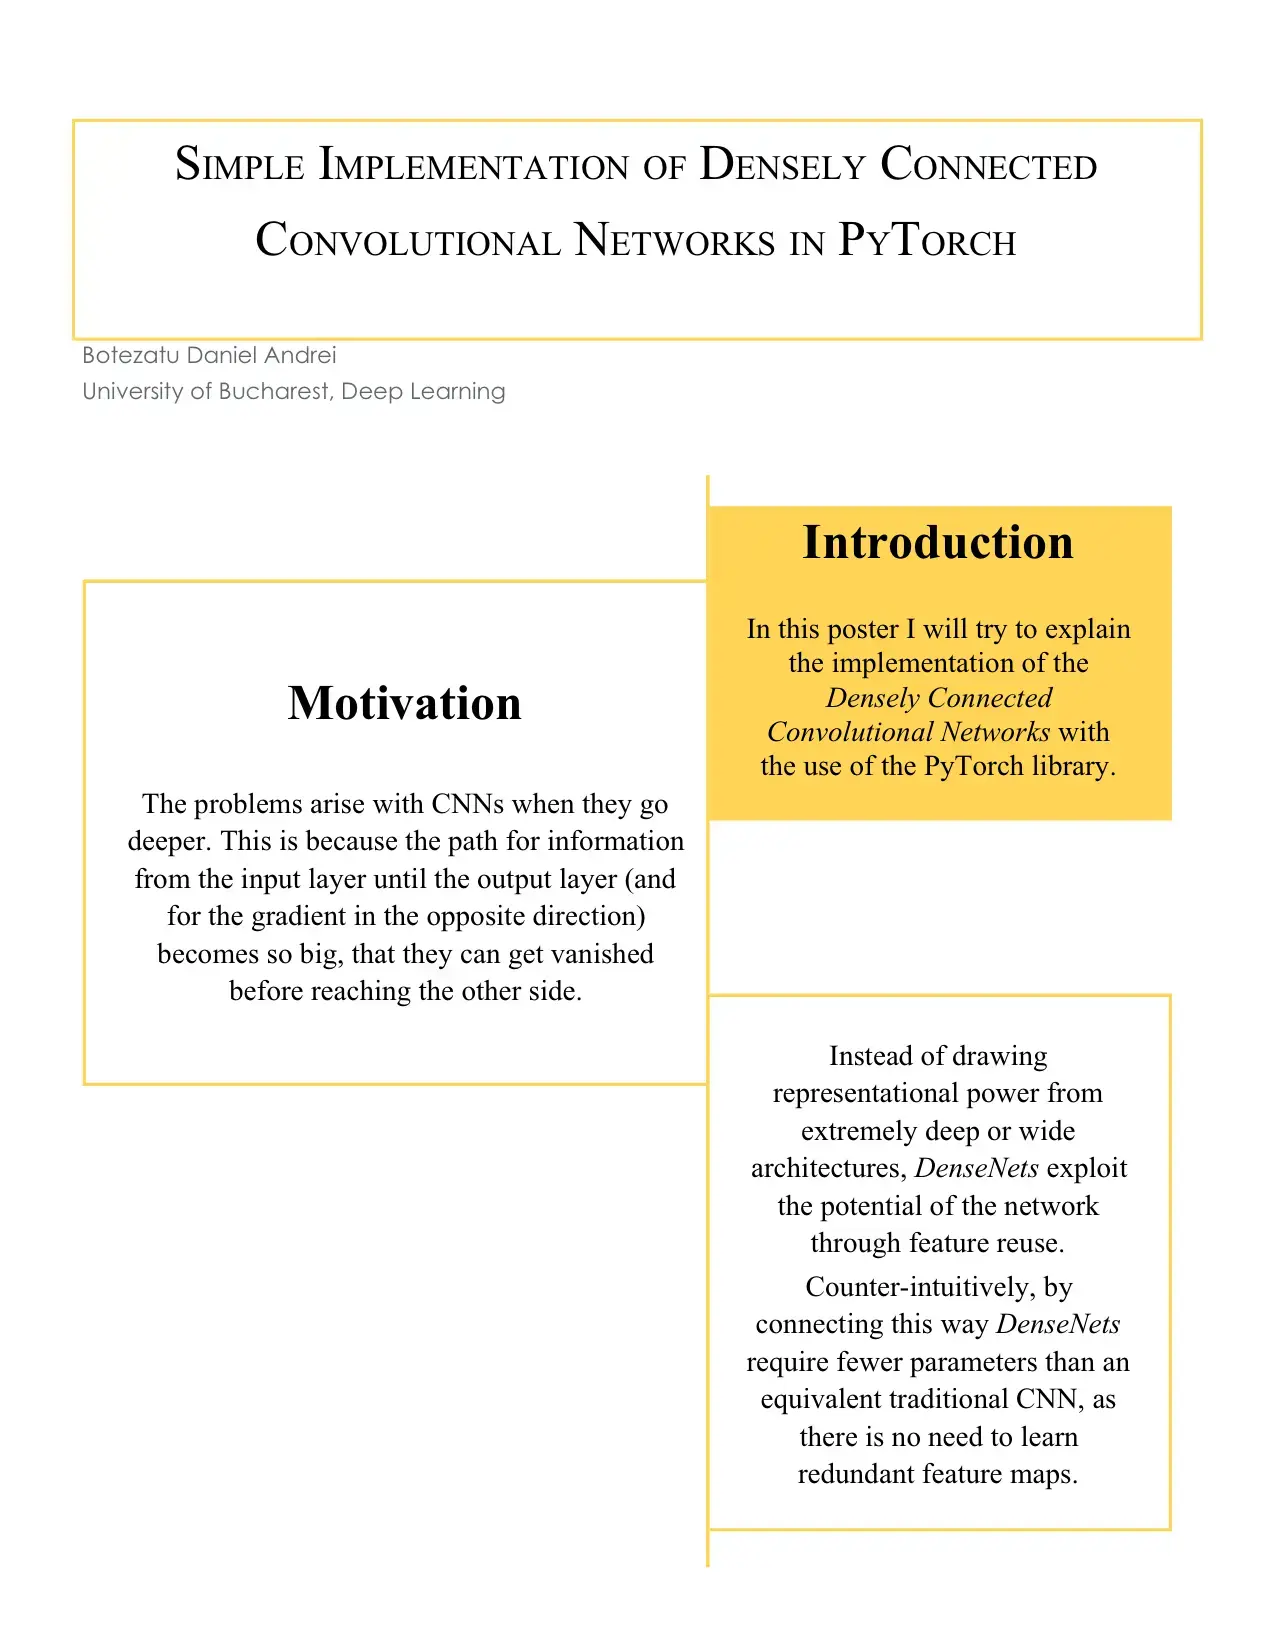 SIMPLE IMPLEMENTATION OF DENSELY CONNECTED
CONVOLUTIONAL NETWORKS IN PYTORCH
Botezatu Daniel Andrei
University of Bucharest, Deep Learning
Introduction
In this poster I will try to explain
the implementation of the
Densely Connected
Convolutional Networks with
the use of the PyTorch library.
Motivation
The problems arise with CNNs when they go
deeper. This is because the path for information
from the input layer until the output layer (and
for the gradient in the opposite direction)
becomes so big, that they can get vanished
before reaching the other side.
Instead of drawing
representational power from
extremely deep or wide
architectures, DenseNets exploit
the potential of the network
through feature reuse.
Counter-intuitively, by
connecting this way DenseNets
require fewer parameters than an
equivalent traditional CNN, as
there is no need to learn
redundant feature maps.